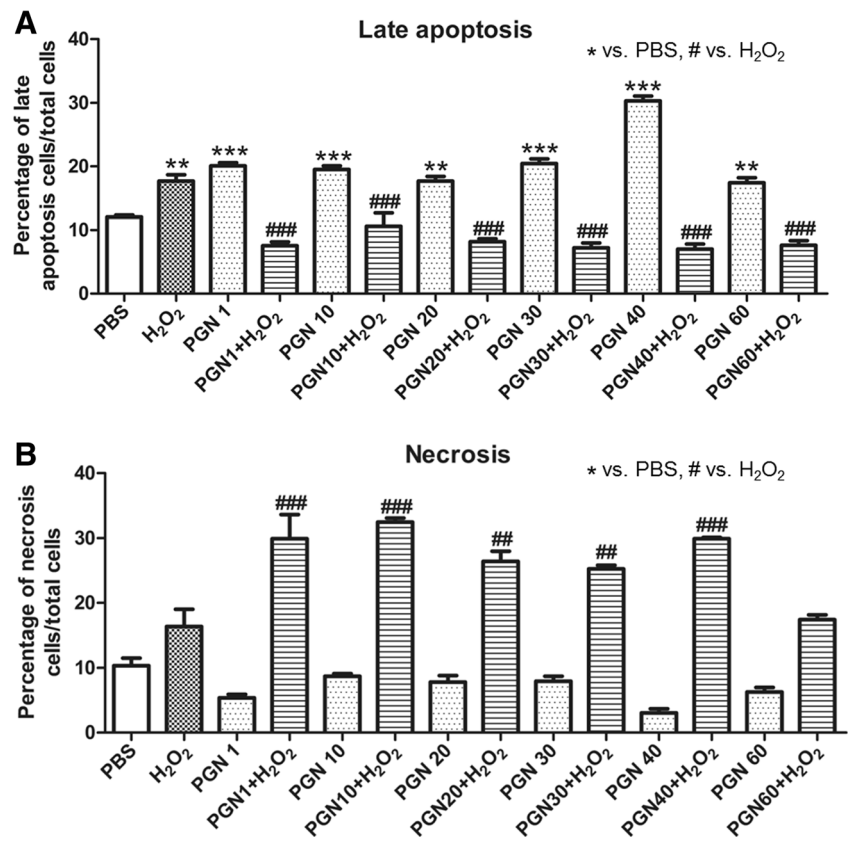 A
Late apoptosis
* vs. PBS, # vs. H₂O₂
Percentage of late
apoptosis cells/total cells
40
30
20
10
0
** *** ### *** ### ** ### *** ### *** ### ** ###
PBS
H₂O₂
PGN 1
PGN1+H₂O₂
PGN 10
PGN10+H₂O₂
PGN 20
PGN20+H₂O₂
PGN 30
PGN30+H₂O₂
PGN 40
PGN40+H₂O₂
PGN 60
PGN60+H₂O₂
B
Necrosis
* vs. PBS, # vs. H₂O₂
Percentage of necrosis
cells/total cells
40
30
20
10
0
### ### ## ## ###
PBS
H₂O₂
PGN 1
PGN1+H₂O₂
PGN 10
PGN10+H₂O₂
PGN 20
PGN20+H₂O₂
PGN 30
PGN30+H₂O₂
PGN 40
PGN40+H₂O₂
PGN 60
PGN60+H₂O₂